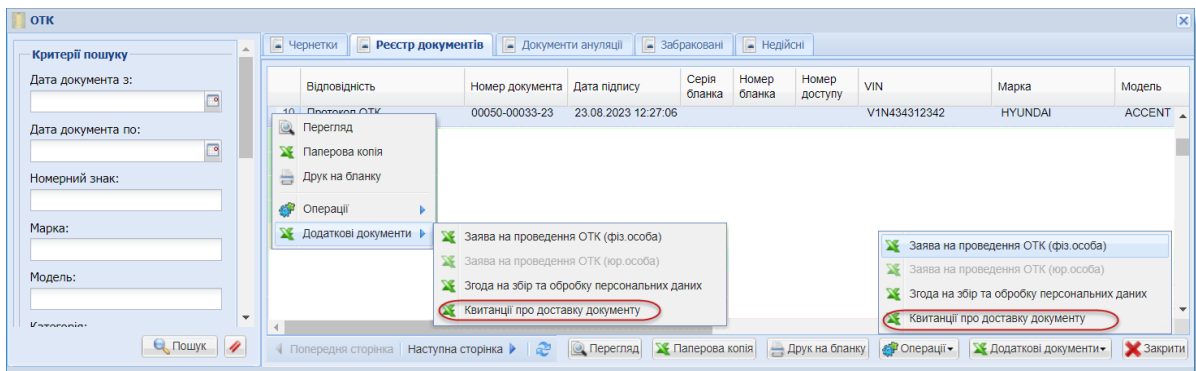 ОТК
Критерії пошуку
Дата документа з:
Дата документа по:
Номерний знак:
Марка:
Модель:
Категорія:
Пошук
Чернетки Реєстр документів Документи ануляції Забраковані Недійсні
Відповідність Номер документа Дата підпису Серія бланка Номер бланка Номер доступу VIN Марка Модель
10 Протокол ОТК 00050-00033-23 23.08.2023 12:27:06 V1N434312342 HYUNDAI ACCENT
Перегляд
Паперова копія
Друк на бланку
Операції
Додаткові документи
Заява на проведення ОТК (фіз.особа)
Заява на проведення ОТК (юр.особа)
Згода на збір та обробку персональних даних
Квитанції про доставку документу
Заява на проведення ОТК (фіз.особа)
Заява на проведення ОТК (юр.особа)
Згода на збір та обробку персональних даних
Квитанції про доставку документу
Попередня сторінка Наступна сторінка Перегляд Паперова копія Друк на бланку Операції Додаткові документи Закрити